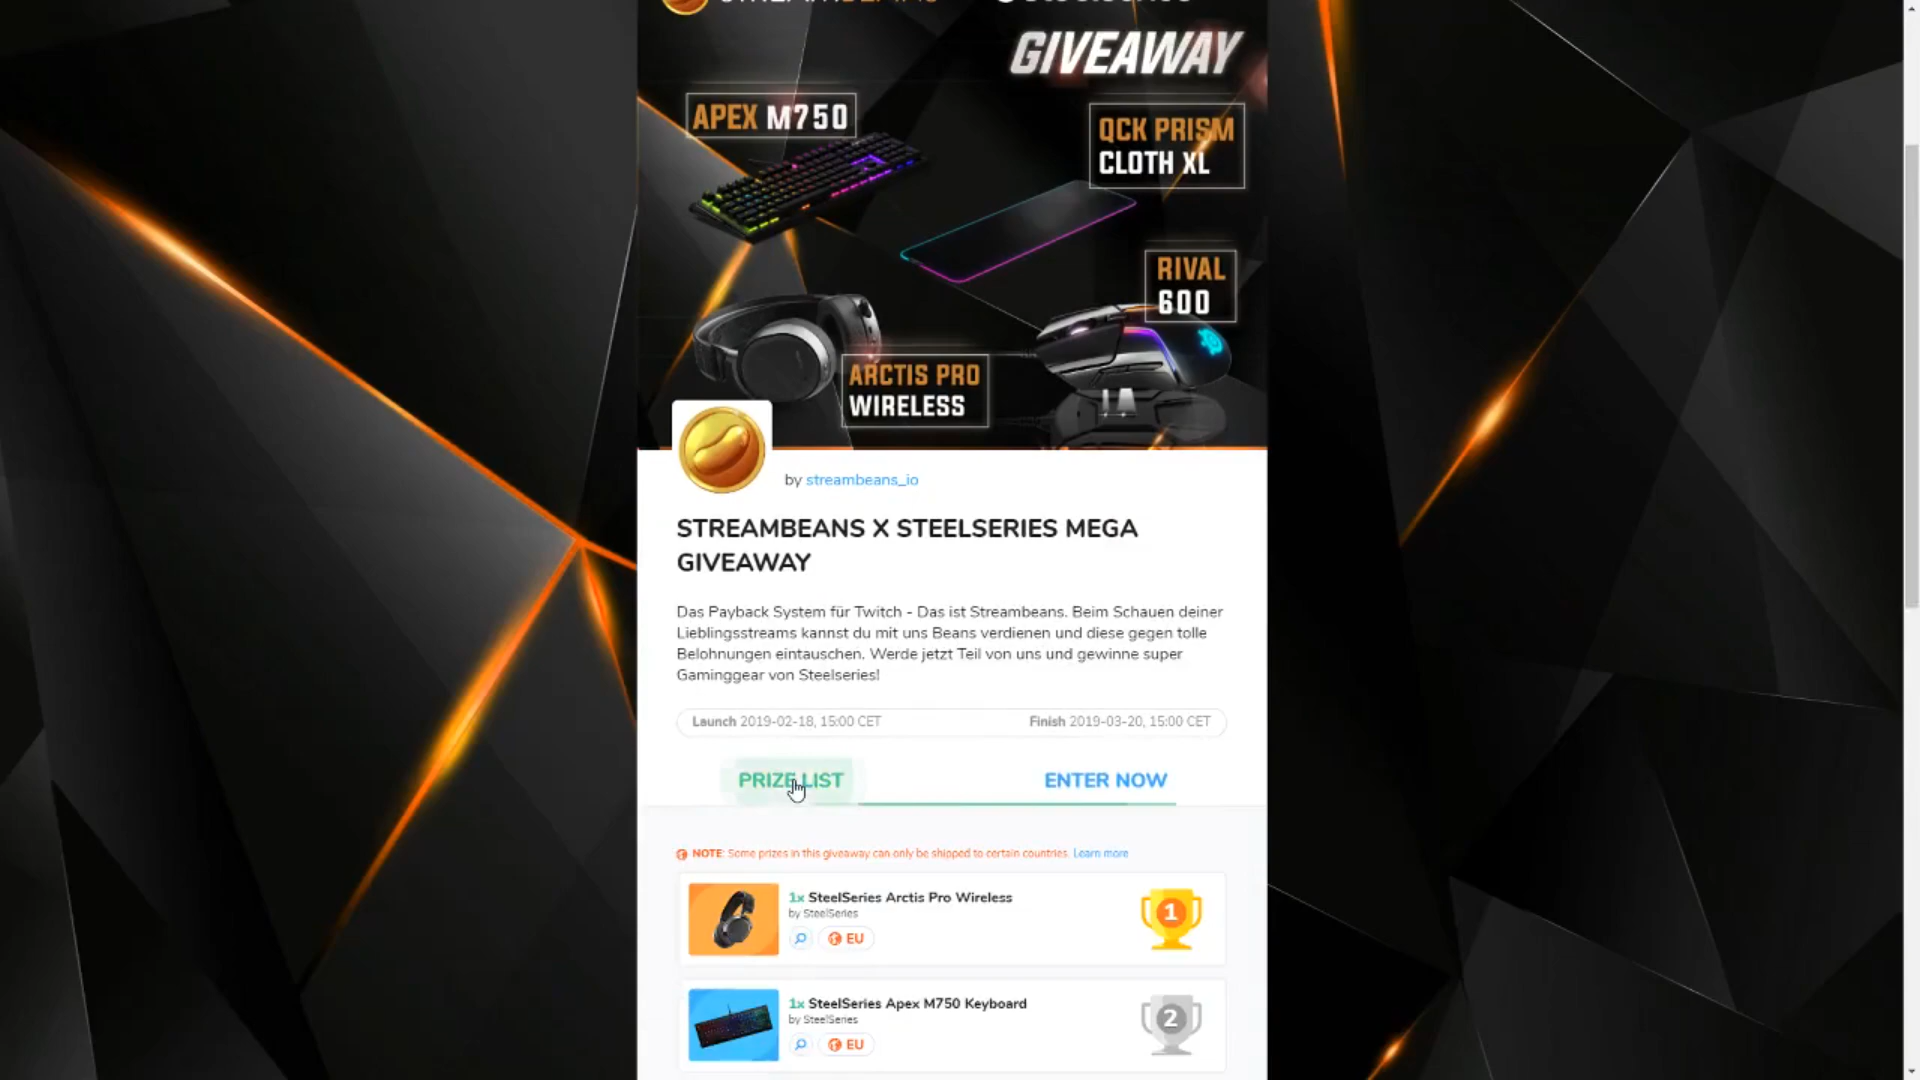 GIVEAWAY
APEX M750
QCK PRISM
CLOTH XL
RIVAL
600
ARCTIS PRO
WIRELESS
by streambeans_io
STREAMBEANS X STEELSERIES MEGA
GIVEAWAY
Das Payback System für Twitch - Das ist Streambeans. Beim Schauen deiner
Lieblingsstreams kannst du mit uns Beans verdienen und diese gegen tolle
Belohnungen eintauschen. Werde jetzt Teil von uns und gewinne super
Gaminggear von Steelseries!
Launch 2019-02-18, 15:00 CET
Finish 2019-03-20, 15:00 CET
PRIZE LIST
ENTER NOW
NOTE: Some prizes in this giveaway can only be shipped to certain countries. Learn more
1x SteelSeries Arctis Pro Wireless
by SteelSeries
EU
1
1x SteelSeries Apex M750 Keyboard
by SteelSeries
EU
2